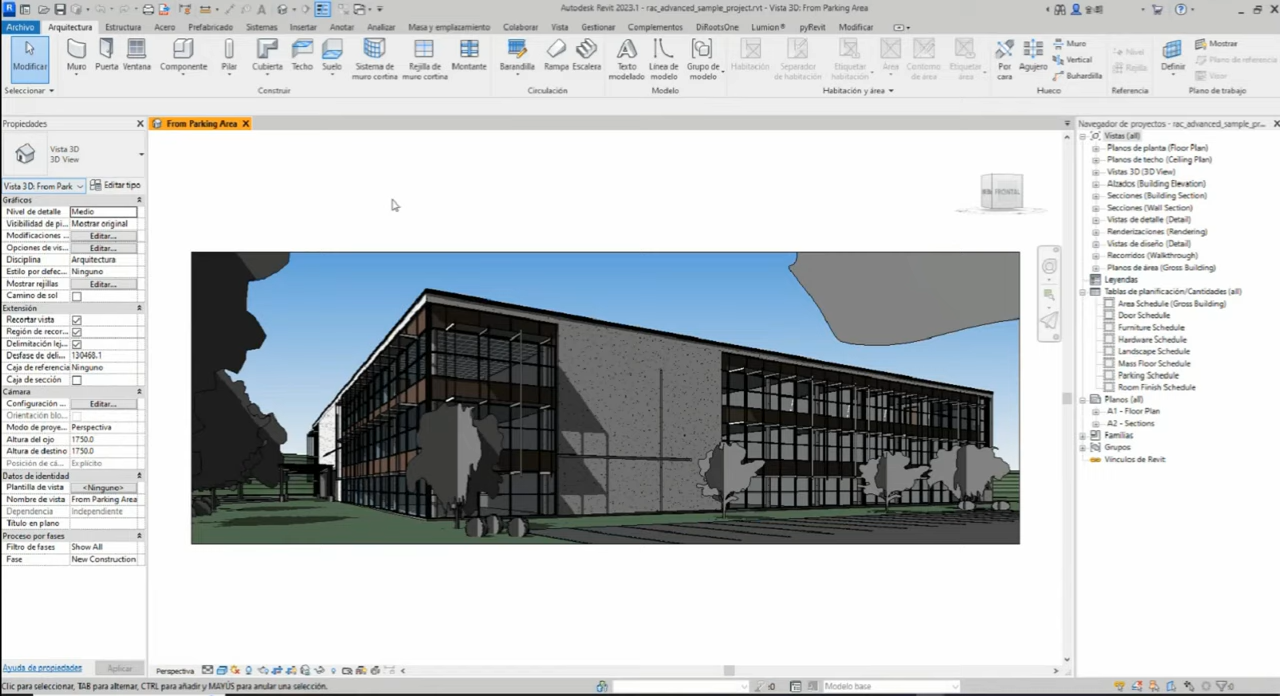 Autodesk Revit 2023.1 - rac_advanced_sample_project.rvt - Vista 3D: From Parking Area
Archivo Arquitectura Estructura Acero Prefabricado Sistemas Insertar Anotar Analizar Masa y emplazamiento Colaborar Vista Gestionar Complementos DiRootsOne Lumion® pyRevit Modificar
Modificar
Muro
Puerta
Ventana
Componente
Pilar
Cubierta
Techo
Suelo
Sistema de muro cortina
Rejilla de muro cortina
Montante
Barandilla
Rampa
Escalera
Texto modelado
Línea de modelo
Grupo de modelo
Habitación
Separador de habitación
Etiquetar habitación
Área
Contorno de área
Etiquetar área
Por cara
Agujero
Muro
Vertical
Buhardilla
Nivel
Rejilla
Definir
Mostrar
Plano de referencia
Visor
Seleccionar
Construir
Circulación
Modelo
Habitación y área
Hueco
Referencia
Plano de trabajo
Propiedades
Vista 3D
3D View
Vista 3D: From Park
Editar tipo
Gráficos
Nivel de detalle Medio
Visibilidad de pi... Mostrar original
Modificaciones ... Editar...
Opciones de vis... Editar...
Disciplina Arquitectura
Estilo por defec... Ninguno
Mostrar rejillas Editar...
Camino de sol
Extensión
Recortar vista
Región de recor...
Delimitación lej...
Desfase de deli... 130468.1
Caja de referencia Ninguno
Caja de sección
Cámara
Configuración ... Editar...
Orientación blo...
Modo de proye... Perspectiva
Altura del ojo 1750.0
Altura de destino 1750.0
Posición de cá... Explícito
Datos de identidad
Plantilla de vista <Ninguno>
Nombre de vista From Parking Area
Dependencia Independiente
Título en plano
Proceso por fases
Filtro de fases Show All
Fase New Construction
Ayuda de propiedades
Aplicar
From Parking Area
FRONTAL
Perspectiva
Navegador de proyectos - rac_advanced_sample_pr...
Vistas (all)
Planos de planta (Floor Plan)
Planos de techo (Ceiling Plan)
Vistas 3D (3D View)
Alzados (Building Elevation)
Secciones (Building Section)
Secciones (Wall Section)
Vistas de detalle (Detail)
Renderizaciones (Rendering)
Vistas de diseño (Detail)
Recorridos (Walkthrough)
Planos de área (Gross Building)
Leyendas
Tablas de planificación/Cantidades (all)
Area Schedule (Gross Building)
Door Schedule
Furniture Schedule
Hardware Schedule
Landscape Schedule
Mass Floor Schedule
Parking Schedule
Room Finish Schedule
Planos (all)
A1 - Floor Plan
A2 - Sections
Familias
Grupos
Vínculos de Revit
Clic para seleccionar, TAB para alternar, CTRL para añadir y MAYÚS para anular una selección.
:0
Modelo base
:0